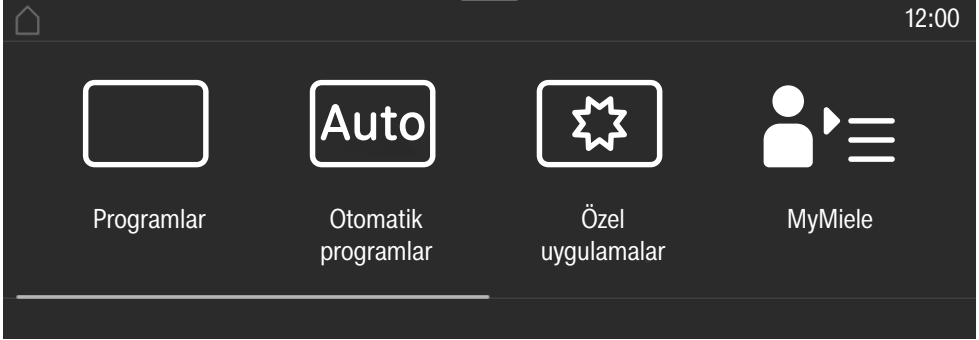 12:00
Auto
Programlar
Otomatik
programlar
Özel
uygulamalar
MyMiele